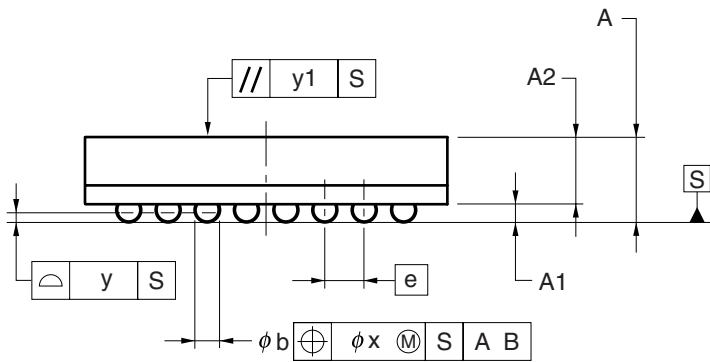 A
A2
// y1 S
S
e
A1
⌓ y S
ϕb ⌖ ϕx Ⓜ S A B